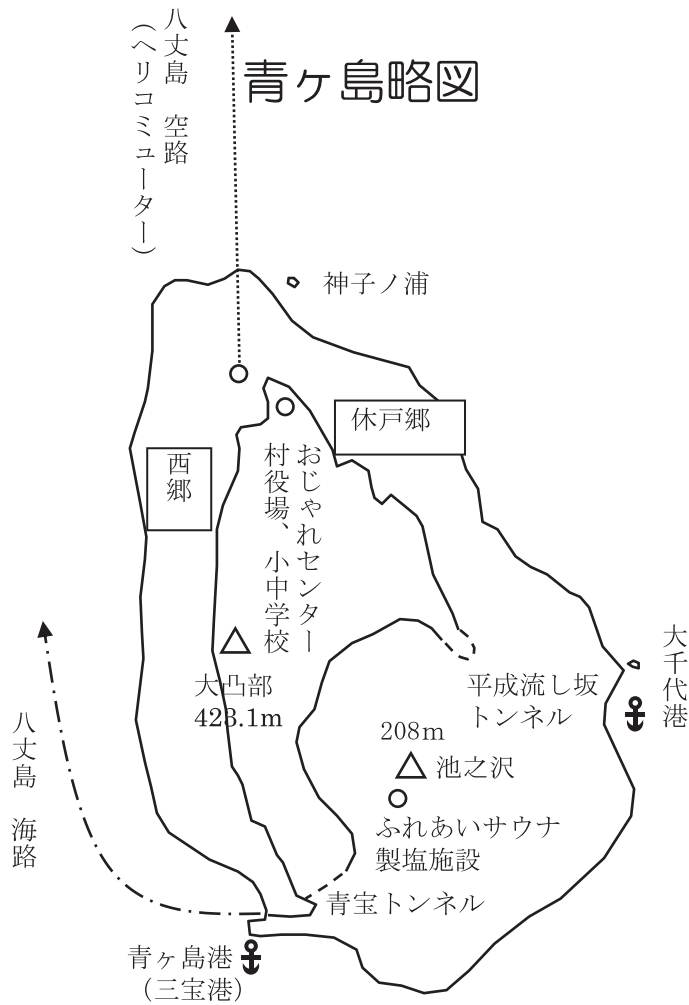 青ヶ島略図
八丈島　空路
（ヘリコミューター）
神子ノ浦
休戸郷
西郷
おじゃれセンター
村役場、小中学校
大凸部
423.1m
平成流し坂
トンネル
大千代港
208m
池之沢
ふれあいサウナ
製塩施設
青宝トンネル
八丈島　海路
青ヶ島港
（三宝港）